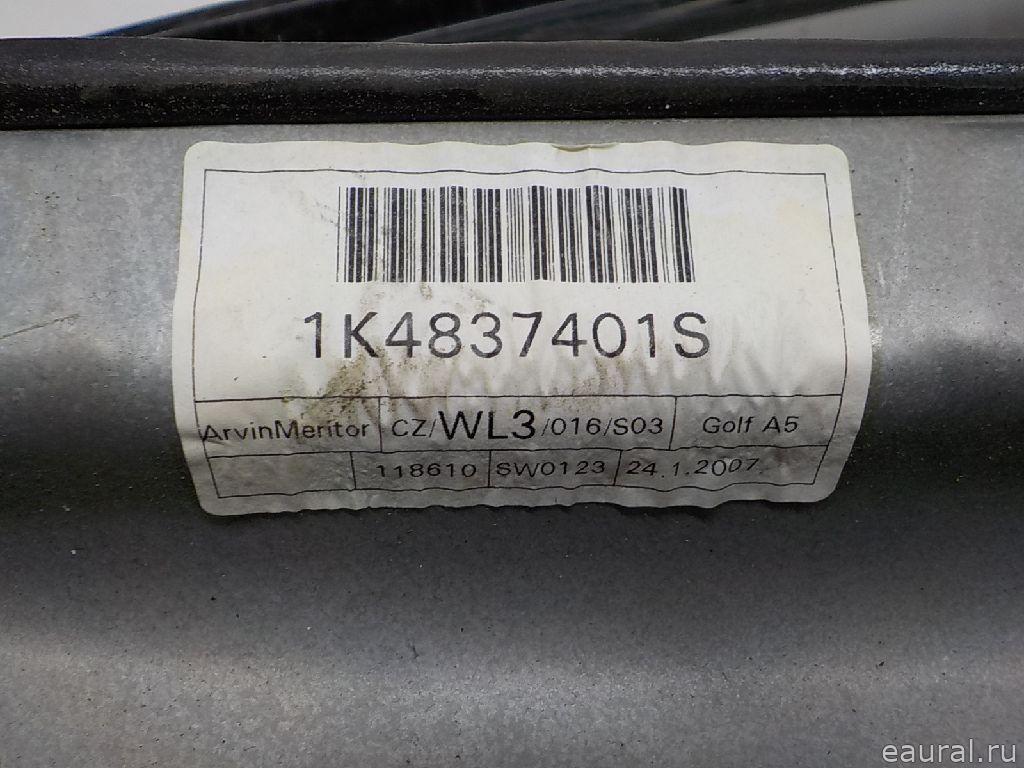 1K4837401S
ArvinMeritor CZ/WL3/016/S03 Golf A5
118610 SW0123 24.1.2007
eaural.ru